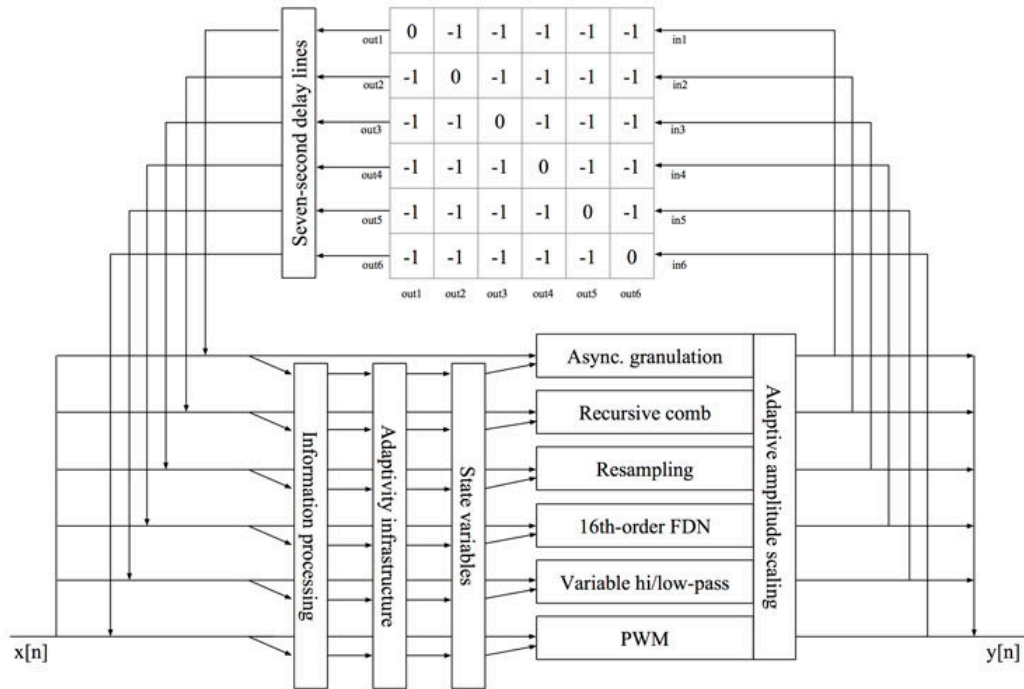 Seven-second delay lines
out1 0 -1 -1 -1 -1 -1 in1
out2 -1 0 -1 -1 -1 -1 in2
out3 -1 -1 0 -1 -1 -1 in3
out4 -1 -1 -1 0 -1 -1 in4
out5 -1 -1 -1 -1 0 -1 in5
out6 -1 -1 -1 -1 -1 0 in6
out1 out2 out3 out4 out5 out6
Information processing
Adaptivity infrastructure
State variables
Async. granulation
Recursive comb
Resampling
16th-order FDN
Variable hi/low-pass
PWM
Adaptive amplitude scaling
x[n]
y[n]